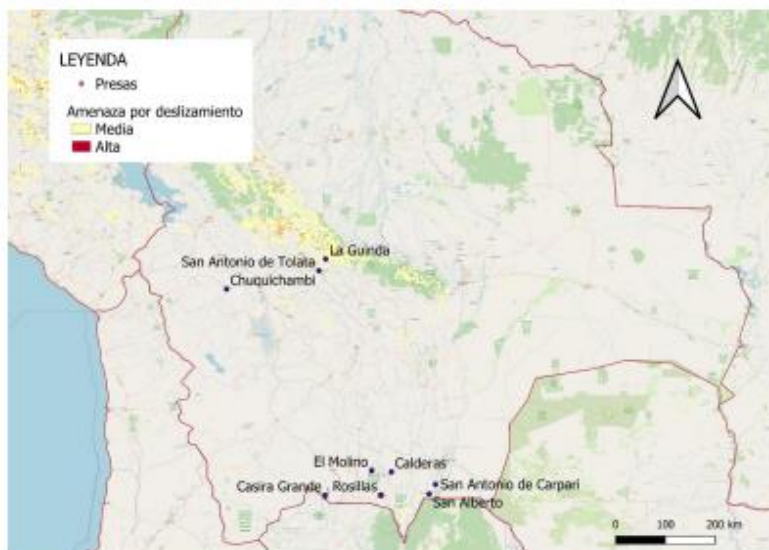 LEYENDA
Presas
Amenaza por deslizamiento
Media
Alta
La Guinda
San Antonio de Tolata
Chuquichambi
El Molino
Calderas
Casira Grande
Rosillas
San Antonio de Carpari
San Alberto
0 100 200 km